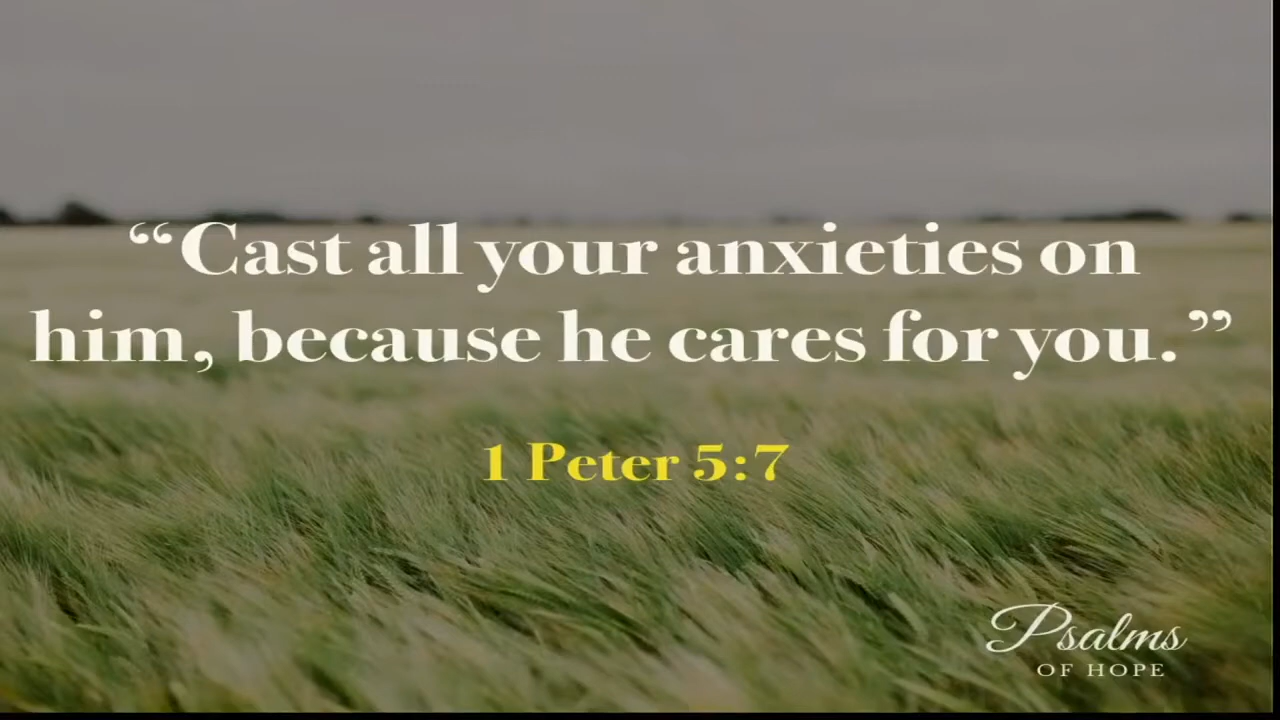 “Cast all your anxieties on
him, because he cares for you.”
1 Peter 5:7
Psalms
OF HOPE